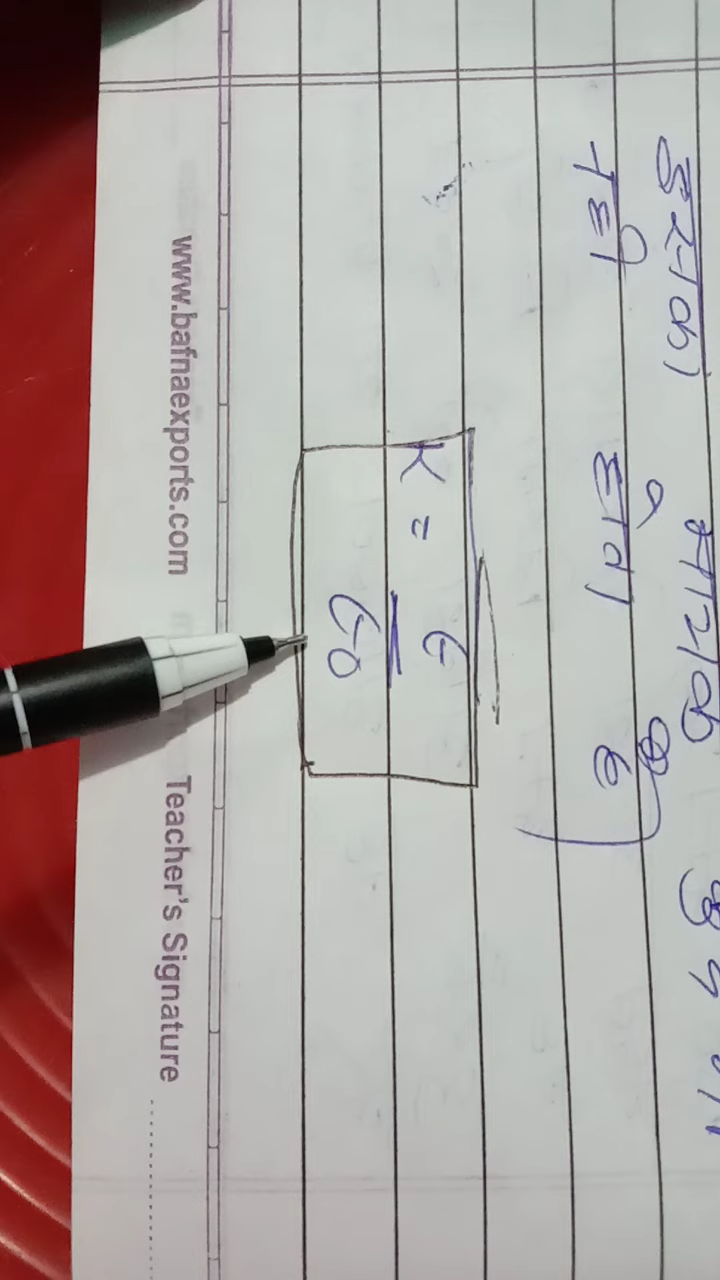 इसका मात्रक कुछ भी
नही होता है
K = ε
ε0
Teacher's Signature
www.bafnaexports.com